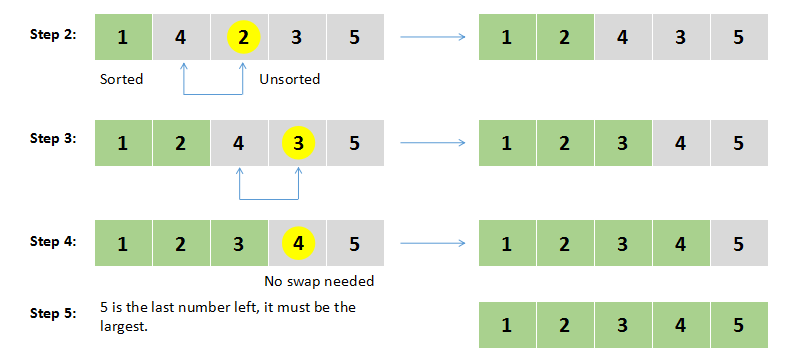 Step 2: 1 4 2 3 5 1 2 4 3 5
Sorted Unsorted
Step 3: 1 2 4 3 5 1 2 3 4 5
Step 4: 1 2 3 4 5 1 2 3 4 5
No swap needed
Step 5: 5 is the last number left, it must be the
largest.
1 2 3 4 5